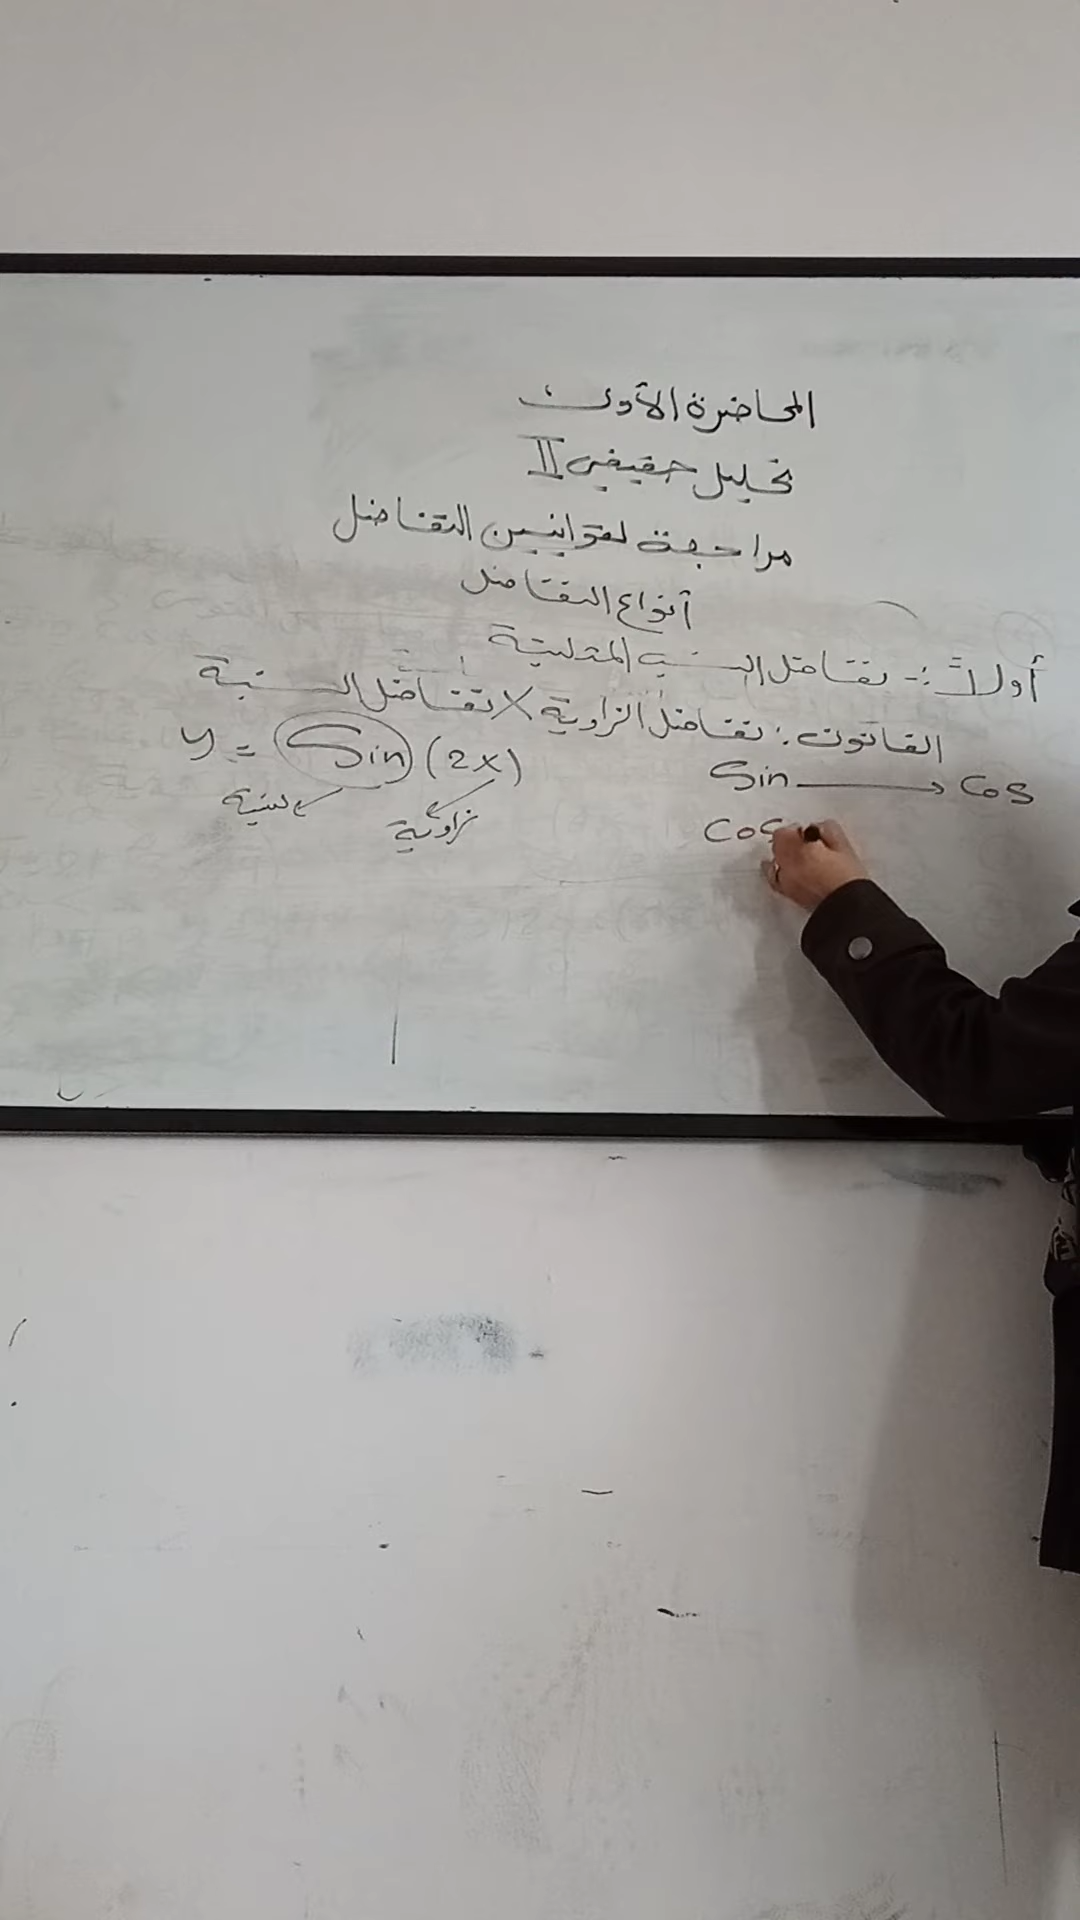 المحاضرة الأولى
تحليل حقيقي II
مراجعة لقوانين التفاضل
أنواع التفاضل
أولاً :- تفاضل النسب المثلثية
القانون : تفاضل الزاوية × تفاضل النسبة
y = Sin (2x)
نسبة
زاوية
Sin → Cos
Cos